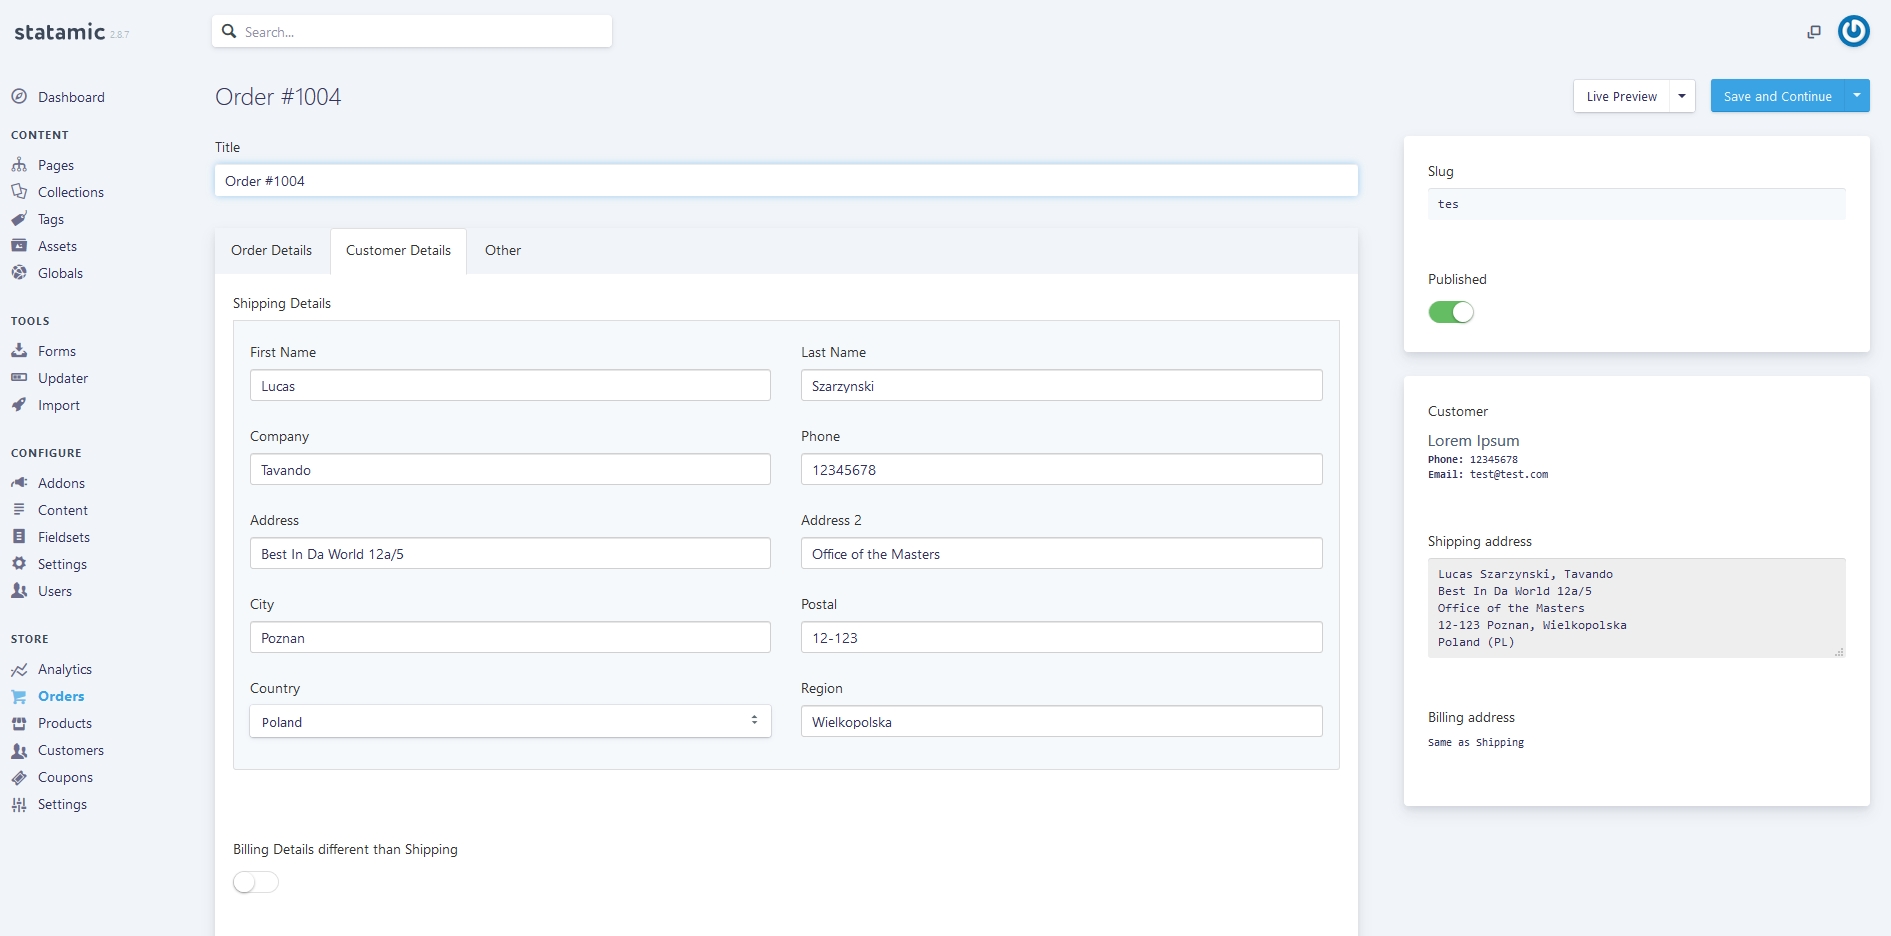 statamic 2.8.7
Search...
Dashboard
CONTENT
Pages
Collections
Tags
Assets
Globals
TOOLS
Forms
Updater
Import
CONFIGURE
Addons
Content
Fieldsets
Settings
Users
STORE
Analytics
Orders
Products
Customers
Coupons
Settings
Order #1004
Live Preview
Save and Continue
Title
Order #1004
Order Details
Customer Details
Other
Shipping Details
First Name
Lucas
Last Name
Szarzynski
Company
Tavando
Phone
12345678
Address
Best In Da World 12a/5
Address 2
Office of the Masters
City
Poznan
Postal
12-123
Country
Poland
Region
Wielkopolska
Billing Details different than Shipping
Slug
tes
Published
Customer
Lorem Ipsum
Phone: 12345678
Email: test@test.com
Shipping address
Lucas Szarzynski, Tavando
Best In Da World 12a/5
Office of the Masters
12-123 Poznan, Wielkopolska
Poland (PL)
Billing address
Same as Shipping